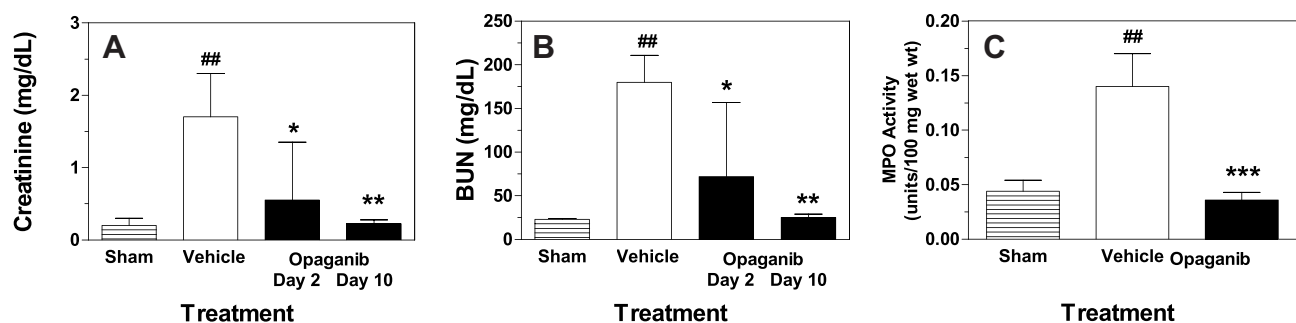 A
Creatinine (mg/dL)
3
2
1
0
##
*
**
Sham Vehicle Opaganib
Day 2 Day 10
Treatment
B
BUN (mg/dL)
250
200
150
100
50
25
0
##
*
**
Sham Vehicle Opaganib
Day 2 Day 10
Treatment
C
MPO Activity
(units/100 mg wet wt)
0.20
0.15
0.10
0.05
0.00
##
***
Sham Vehicle Opaganib
Treatment